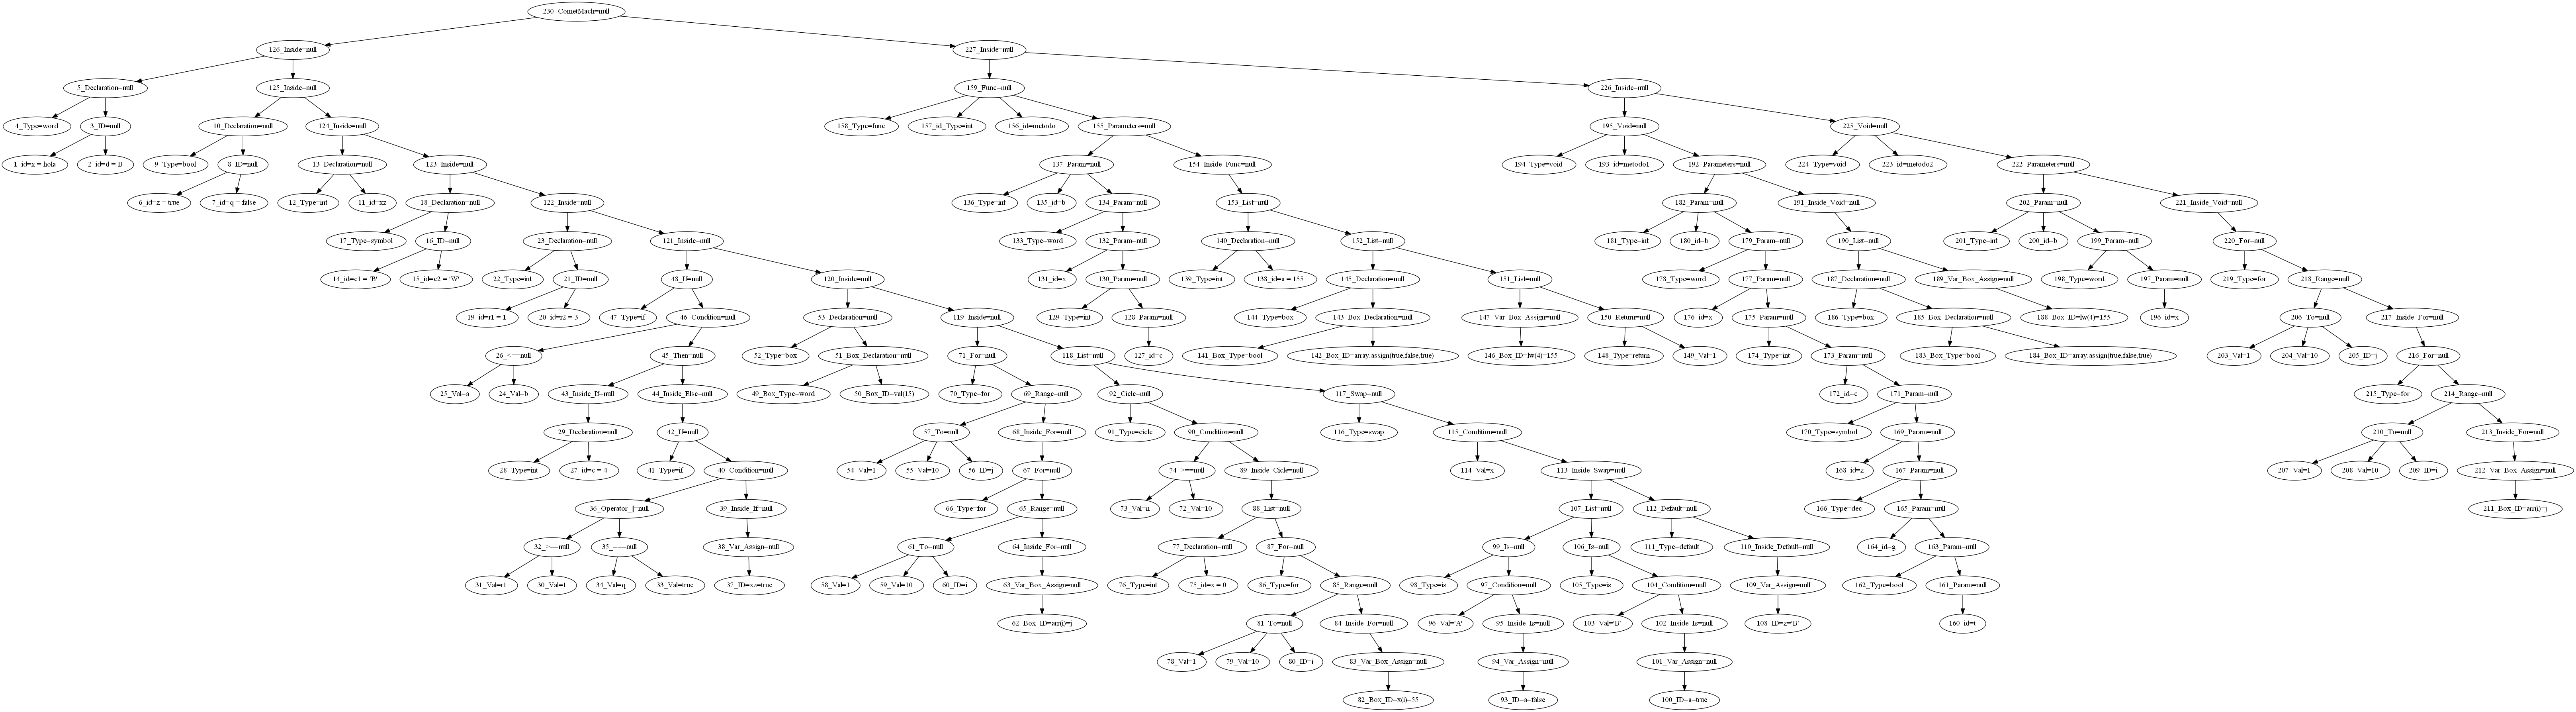 230_CometMach=null
126_Inside=null
227_Inside=null
5_Declaration=null
125_Inside=null
159_Func=null
226_Inside=null
4_Type=word
3_ID=null
10_Declaration=null
124_Inside=null
158_Type=func
157_id_Type=int
156_id=metodo
155_Parameters=null
195_Void=null
225_Void=null
1_id=x = hola
2_id=d = B
9_Type=bool
8_ID=null
13_Declaration=null
123_Inside=null
137_Param=null
154_Inside_Func=null
194_Type=void
193_id=metodo1
192_Parameters=null
224_Type=void
223_id=metodo2
222_Parameters=null
6_id=z = true
7_id=q = false
12_Type=int
11_id=xz
18_Declaration=null
122_Inside=null
136_Type=int
135_id=b
134_Param=null
153_List=null
182_Param=null
191_Inside_Void=null
202_Param=null
221_Inside_Void=null
17_Type=symbol
16_ID=null
23_Declaration=null
121_Inside=null
133_Type=word
132_Param=null
140_Declaration=null
152_List=null
181_Type=int
180_id=b
179_Param=null
190_List=null
201_Type=int
200_id=b
199_Param=null
220_For=null
14_id=c1 = 'B'
15_id=c2 = 'W'
22_Type=int
21_ID=null
48_If=null
120_Inside=null
131_id=x
130_Param=null
139_Type=int
138_id=a = 155
145_Declaration=null
151_List=null
178_Type=word
177_Param=null
187_Declaration=null
189_Var_Box_Assign=null
198_Type=word
197_Param=null
219_Type=for
218_Range=null
19_id=r1 = 1
20_id=r2 = 3
47_Type=if
46_Condition=null
53_Declaration=null
119_Inside=null
129_Type=int
128_Param=null
144_Type=box
143_Box_Declaration=null
147_Var_Box_Assign=null
150_Return=null
176_id=x
175_Param=null
186_Type=box
185_Box_Declaration=null
188_Box_ID=lw(4)=155
196_id=x
206_To=null
217_Inside_For=null
26_<==null
45_Then=null
52_Type=box
51_Box_Declaration=null
71_For=null
118_List=null
127_id=c
141_Box_Type=bool
142_Box_ID=array.assign(true,false,true)
146_Box_ID=lw(4)=155
148_Type=return
149_Val=1
174_Type=int
173_Param=null
183_Box_Type=bool
184_Box_ID=array.assign(true,false,true)
203_Val=1
204_Val=10
205_ID=j
216_For=null
25_Val=a
24_Val=b
43_Inside_If=null
44_Inside_Else=null
49_Box_Type=word
50_Box_ID=val(15)
70_Type=for
69_Range=null
92_Cicle=null
117_Swap=null
172_id=c
171_Param=null
215_Type=for
214_Range=null
29_Declaration=null
42_If=null
57_To=null
68_Inside_For=null
91_Type=cicle
90_Condition=null
116_Type=swap
115_Condition=null
170_Type=symbol
169_Param=null
210_To=null
213_Inside_For=null
28_Type=int
27_id=c = 4
41_Type=if
40_Condition=null
54_Val=1
55_Val=10
56_ID=j
67_For=null
74_>==null
89_Inside_Cicle=null
114_Val=x
113_Inside_Swap=null
168_id=z
167_Param=null
207_Val=1
208_Val=10
209_ID=i
212_Var_Box_Assign=null
36_Operator_||=null
39_Inside_If=null
66_Type=for
65_Range=null
73_Val=n
72_Val=10
88_List=null
107_List=null
112_Default=null
166_Type=dec
165_Param=null
211_Box_ID=arr(i)=j
32_>==null
35_===null
38_Var_Assign=null
61_To=null
64_Inside_For=null
77_Declaration=null
87_For=null
99_Is=null
106_Is=null
111_Type=default
110_Inside_Default=null
164_id=g
163_Param=null
31_Val=r1
30_Val=1
34_Val=q
33_Val=true
37_ID=xz=true
58_Val=1
59_Val=10
60_ID=i
63_Var_Box_Assign=null
76_Type=int
75_id=x = 0
86_Type=for
85_Range=null
98_Type=is
97_Condition=null
105_Type=is
104_Condition=null
109_Var_Assign=null
162_Type=bool
161_Param=null
62_Box_ID=arr(i)=j
81_To=null
84_Inside_For=null
96_Val='A'
95_Inside_Is=null
103_Val='B'
102_Inside_Is=null
108_ID=z='B'
160_id=t
78_Val=1
79_Val=10
80_ID=i
83_Var_Box_Assign=null
94_Var_Assign=null
101_Var_Assign=null
82_Box_ID=x(i)=55
93_ID=a=false
100_ID=a=true